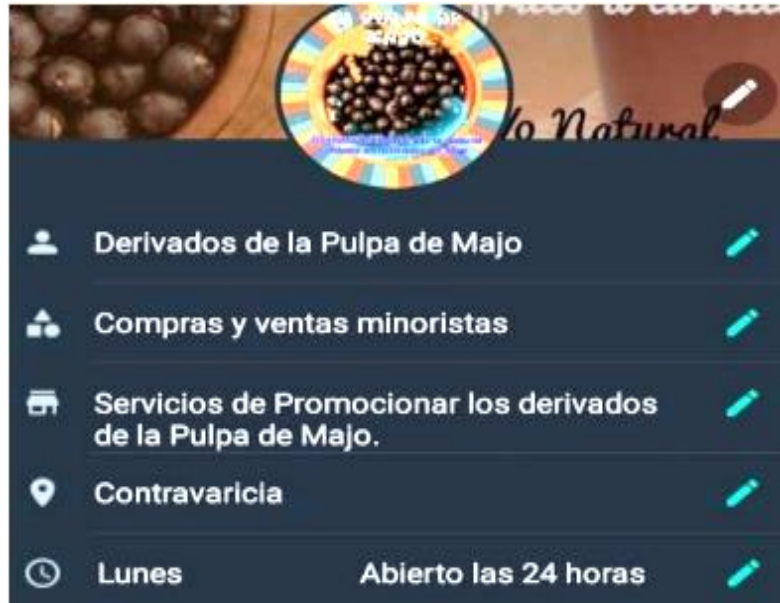 % Natural
Derivados de la Pulpa de Majo
Compras y ventas minoristas
Servicios de Promocionar los derivados
de la Pulpa de Majo.
Contravaricia
Lunes Abierto las 24 horas